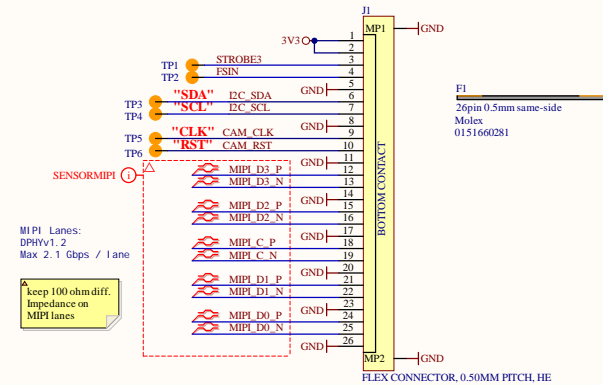 J1
3V3
MP1
GND
1
2
TP1
STROBE3
3
TP2
FSIN
4
GND
5
"SDA"
I2C_SDA
6
TP3
"SCL"
I2C_SCL
7
TP4
GND
8
"CLK"
CAM_CLK
9
TP5
"RST"
CAM_RST
10
TP6
GND
11
SENSORMIPI
i
MIPI_D3_P
12
MIPI_D3_N
13
GND
14
MIPI_D2_P
15
MIPI_D2_N
16
GND
17
MIPI_C_P
18
MIPI_C_N
19
GND
20
MIPI_D1_P
21
MIPI_D1_N
22
GND
23
MIPI_D0_P
24
MIPI_D0_N
25
GND
26
BOTTOM CONTACT
MP2
GND
FLEX CONNECTOR, 0.50MM PITCH, HE
MIPI Lanes:
DPHYv1.2
Max 2.1 Gbps / lane
keep 100 ohm diff.
Impedance on
MIPI lanes
F1
26pin 0.5mm same-side
Molex
0151660281